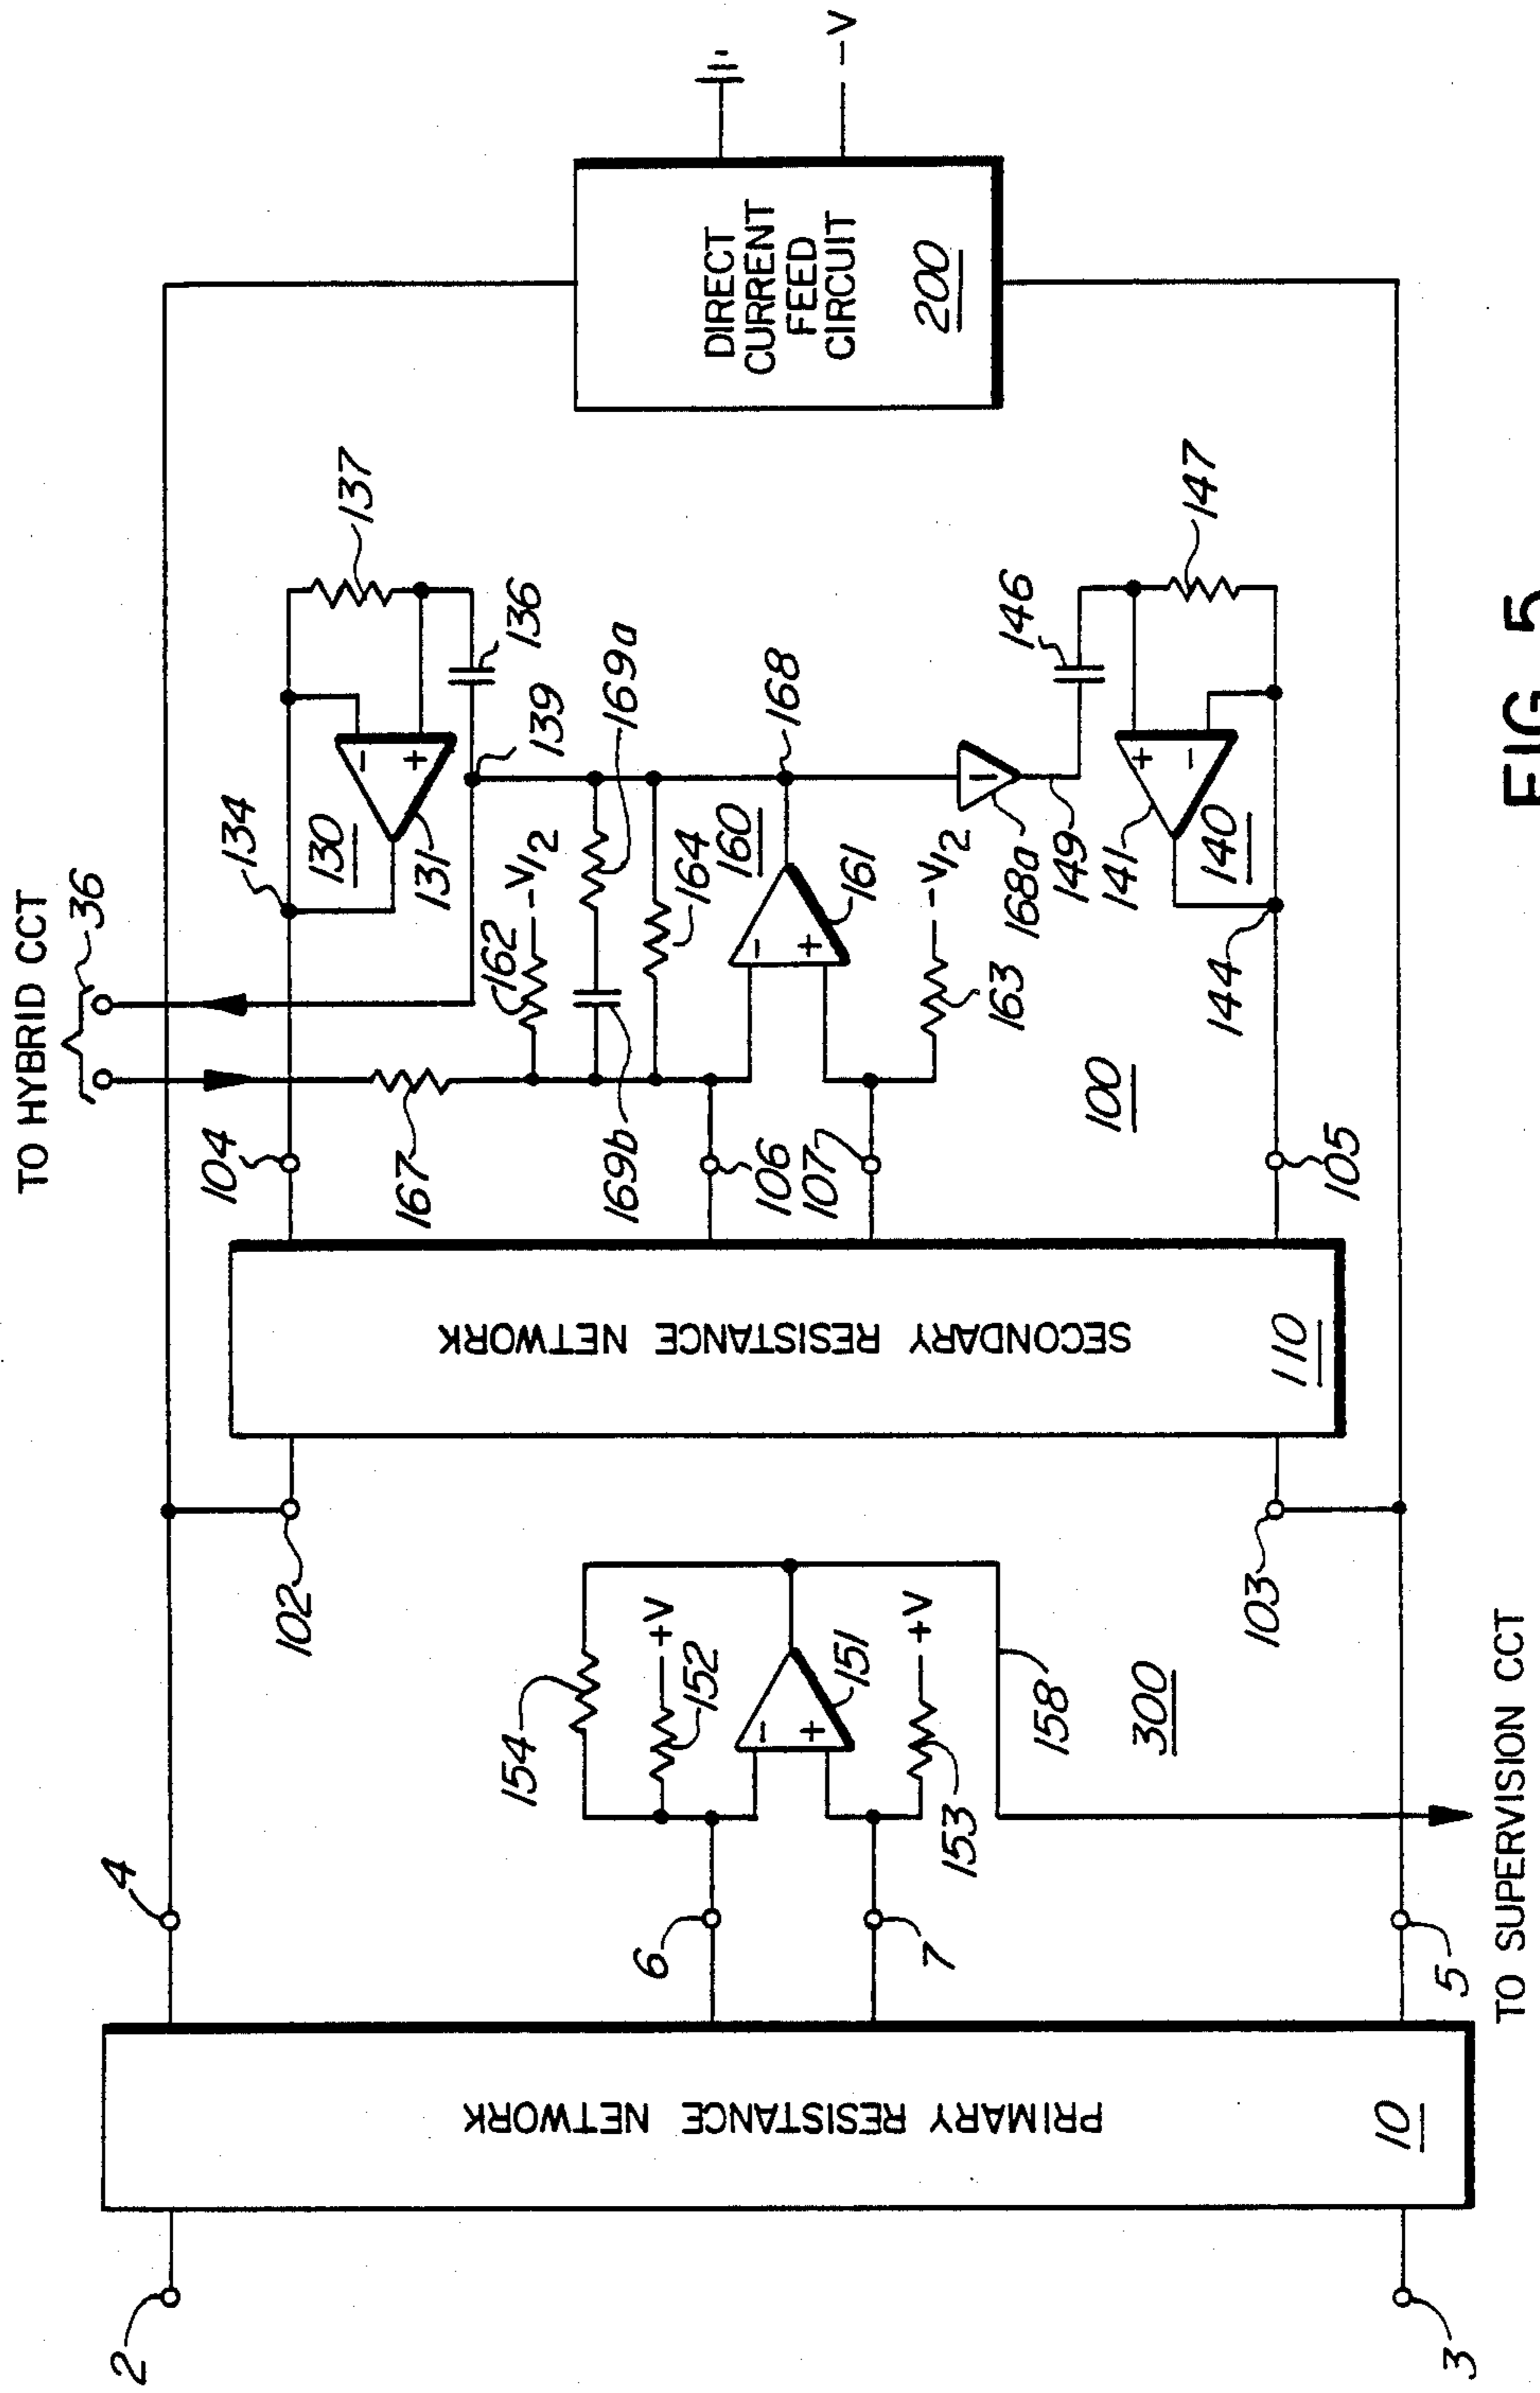 TO HYBRID CCT
36
2
4
102
104
134
130
131
137
136
139
167
162
-V/2
169a
169b
164
160
168
161
106
107
163
-V/2
168a
149
146
141
140
147
144
100
105
103
SECONDARY RESISTANCE NETWORK
110
DIRECT
CURRENT
FEED
CIRCUIT
200
-V
154
152
+V
151
153
+V
158
300
6
7
5
3
PRIMARY RESISTANCE NETWORK
10
TO SUPERVISION CCT
FIG. 5
-
+
-
+
-
+
+
-